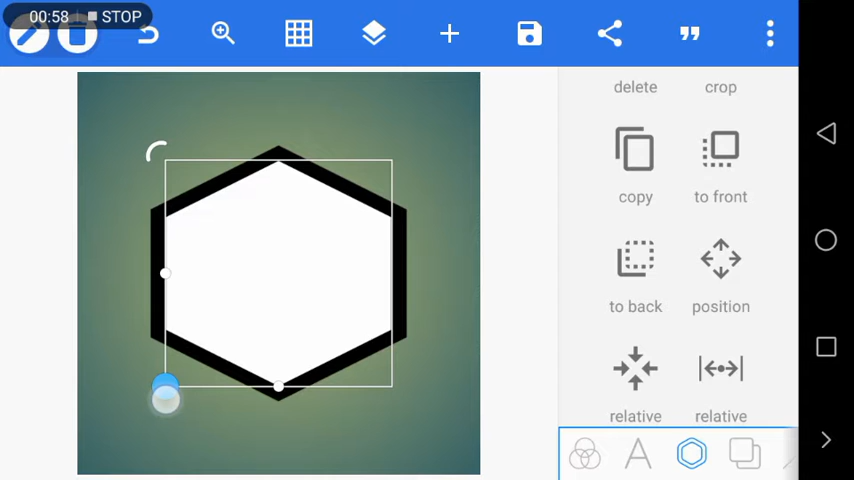 00:58 STOP
delete crop
copy to front
to back position
relative relative
A